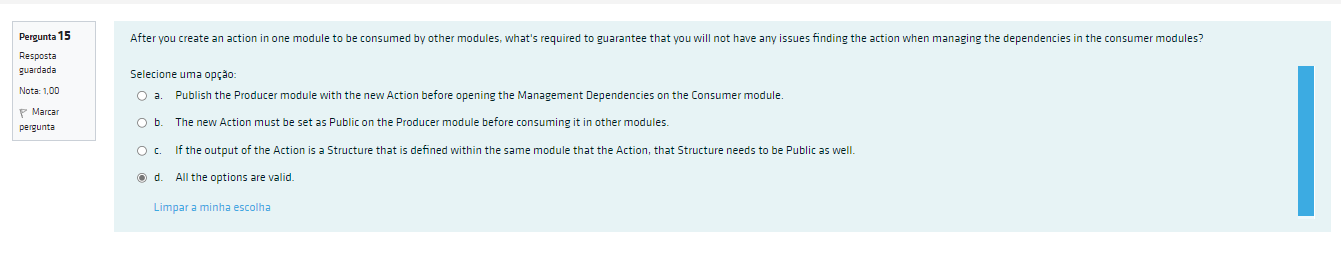 Pergunta 15
Resposta
guardada
Nota: 1,00
Marcar
pergunta
After you create an action in one module to be consumed by other modules, what's required to guarantee that you will not have any issues finding the action when managing the dependencies in the consumer modules?
Selecione uma opção:
a. Publish the Producer module with the new Action before opening the Management Dependencies on the Consumer module.
b. The new Action must be set as Public on the Producer module before consuming it in other modules.
c. If the output of the Action is a Structure that is defined within the same module that the Action, that Structure needs to be Public as well.
d. All the options are valid.
Limpar a minha escolha